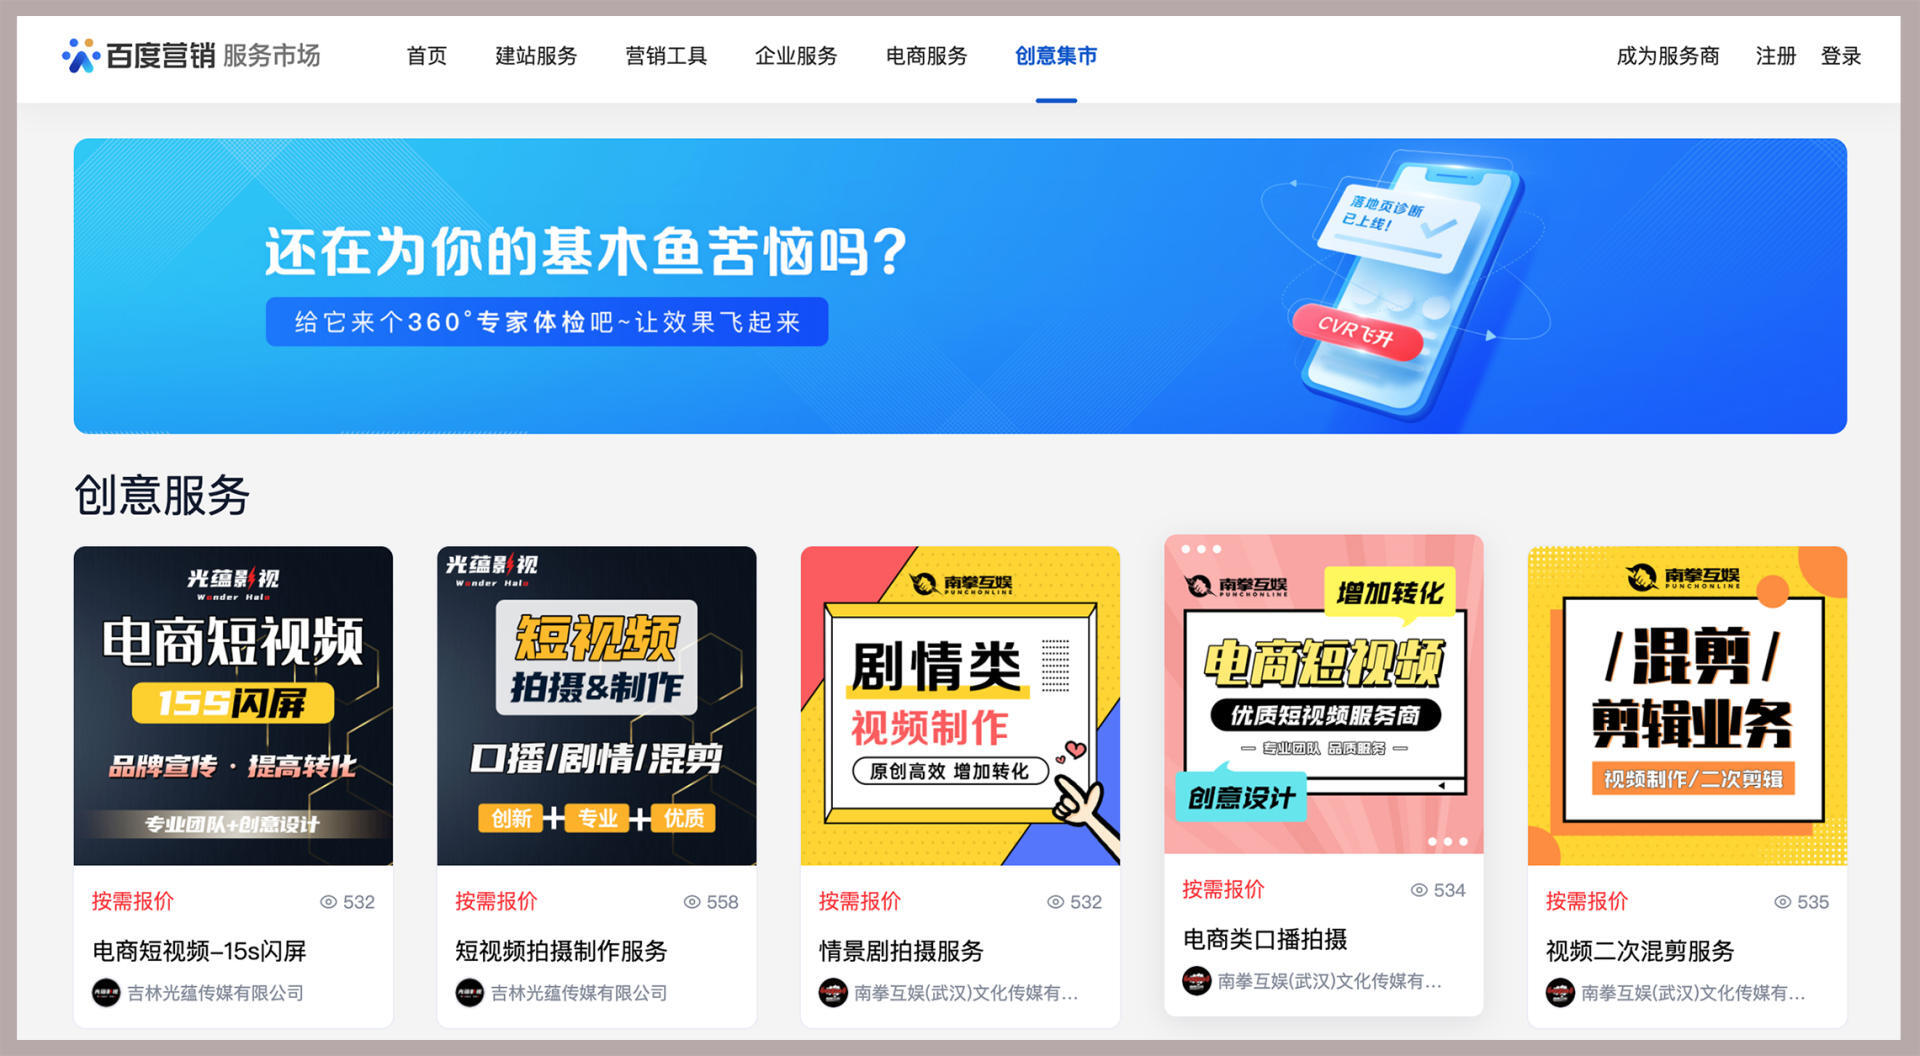 百度营销 服务市场
首页 建站服务 营销工具 企业服务 电商服务 创意集市 成为服务商 注册 登录
还在为你的基木鱼苦恼吗?
给它来个360°专家体检吧~让效果飞起来
落地页诊断
已上线!
CVR飞升
创意服务
光蕴影视
Wonder Halo
电商短视频
15S闪屏
品牌宣传 · 提高转化
专业团队+创意设计
按需报价 532
电商短视频-15s闪屏
吉林光蕴传媒有限公司
光蕴影视
Wonder Halo
短视频
拍摄&制作
口播/剧情/混剪
创新+专业+优质
按需报价 558
短视频拍摄制作服务
吉林光蕴传媒有限公司
南拳互娱
PUNCHONLINE
剧情类
视频制作
原创高效 增加转化
按需报价 532
情景剧拍摄服务
南拳互娱(武汉)文化传媒有...
南拳互娱
PUNCHONLINE
增加转化
电商短视频
优质短视频服务商
— 专业团队 品质服务 —
创意设计
按需报价 534
电商类口播拍摄
南拳互娱(武汉)文化传媒有...
南拳互娱
PUNCHONLINE
/混剪/
剪辑业务
视频制作/二次剪辑
按需报价 535
视频二次混剪服务
南拳互娱(武汉)文化传媒有...